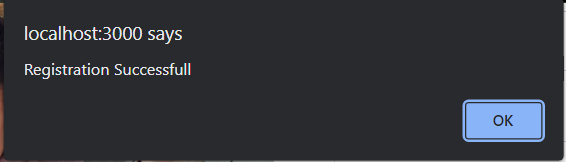 localhost:3000 says
Registration Successfull
OK